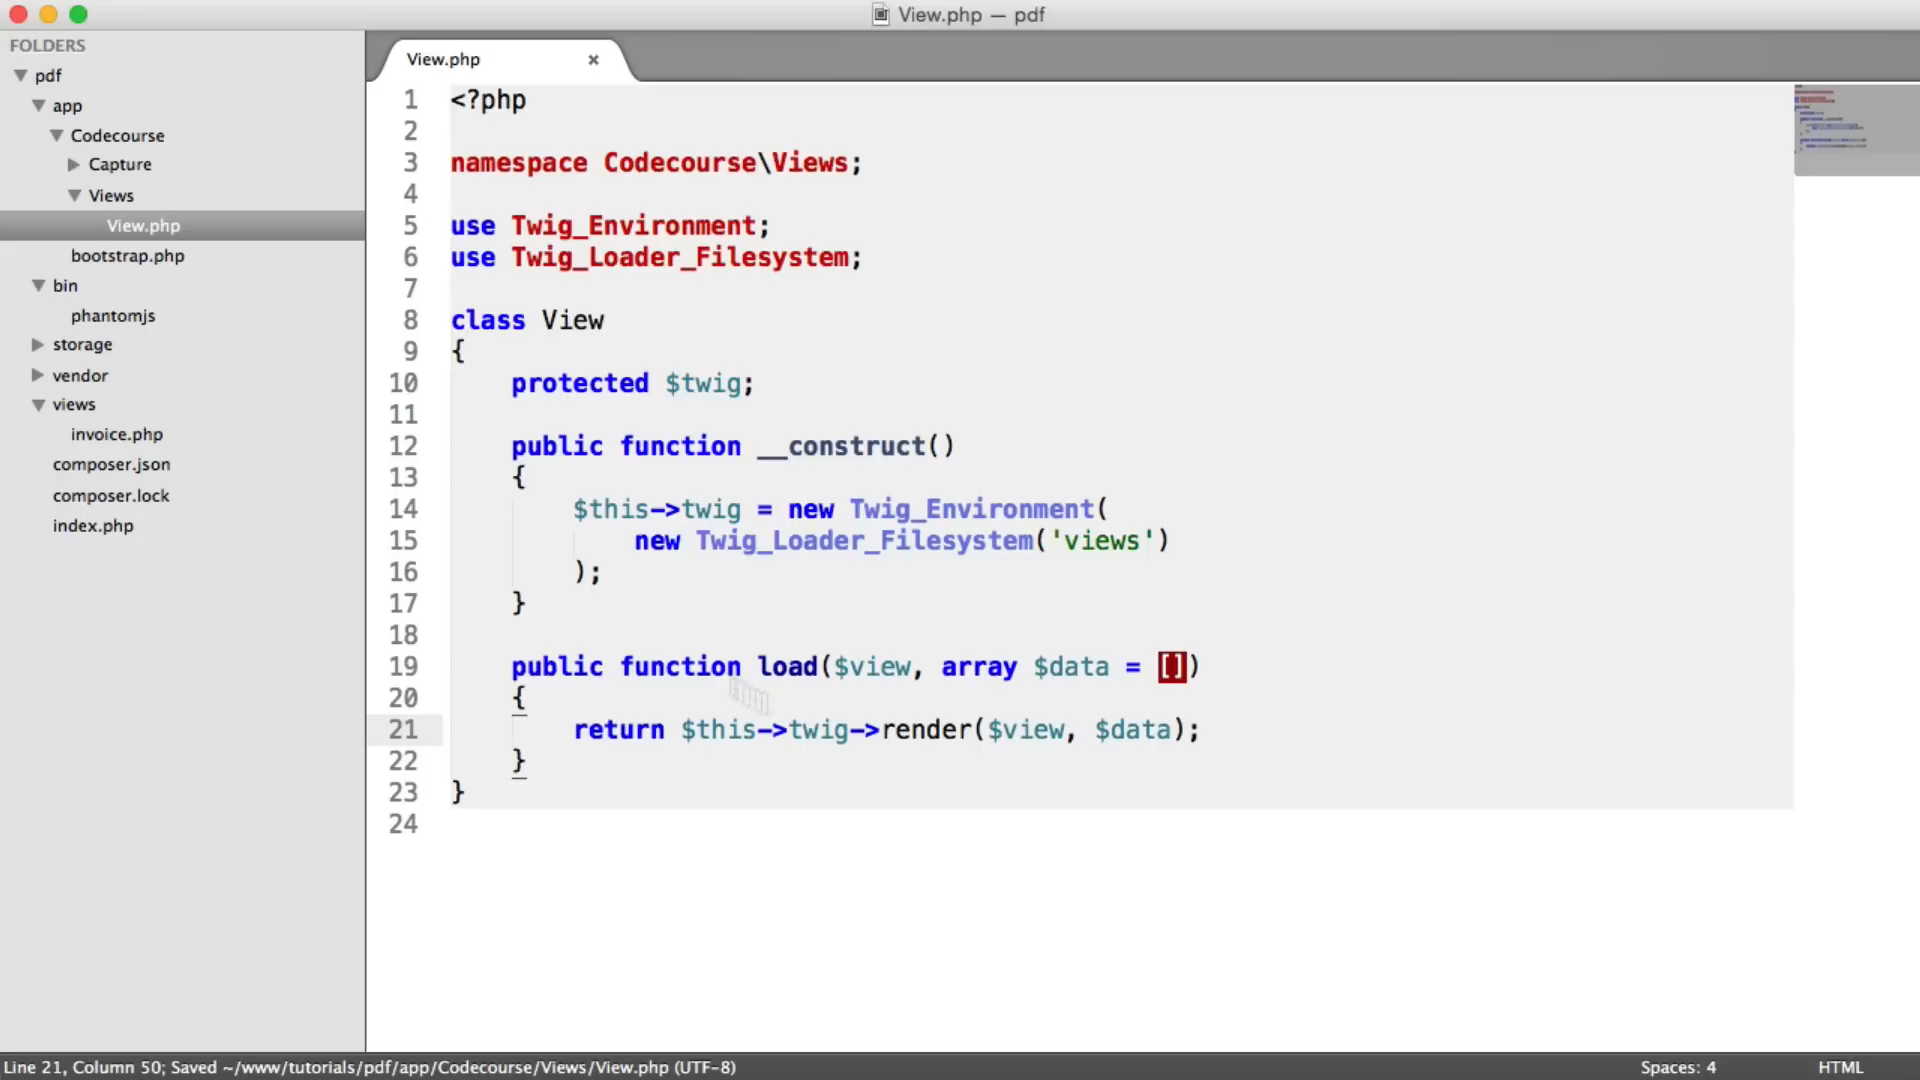 View.php — pdf
FOLDERS
pdf
app
Codecourse
Capture
Views
View.php
bootstrap.php
bin
phantomjs
storage
vendor
views
invoice.php
composer.json
composer.lock
index.php
View.php ×
1 <?php
2
3 namespace Codecourse\Views;
4
5 use Twig_Environment;
6 use Twig_Loader_Filesystem;
7
8 class View
9 {
10     protected $twig;
11
12     public function __construct()
13     {
14         $this->twig = new Twig_Environment(
15             new Twig_Loader_Filesystem('views')
16         );
17     }
18
19     public function load($view, array $data = [])
20     {
21         return $this->twig->render($view, $data);
22     }
23 }
24
Line 21, Column 50; Saved ~/www/tutorials/pdf/app/Codecourse/Views/View.php (UTF-8)
Spaces: 4
HTML